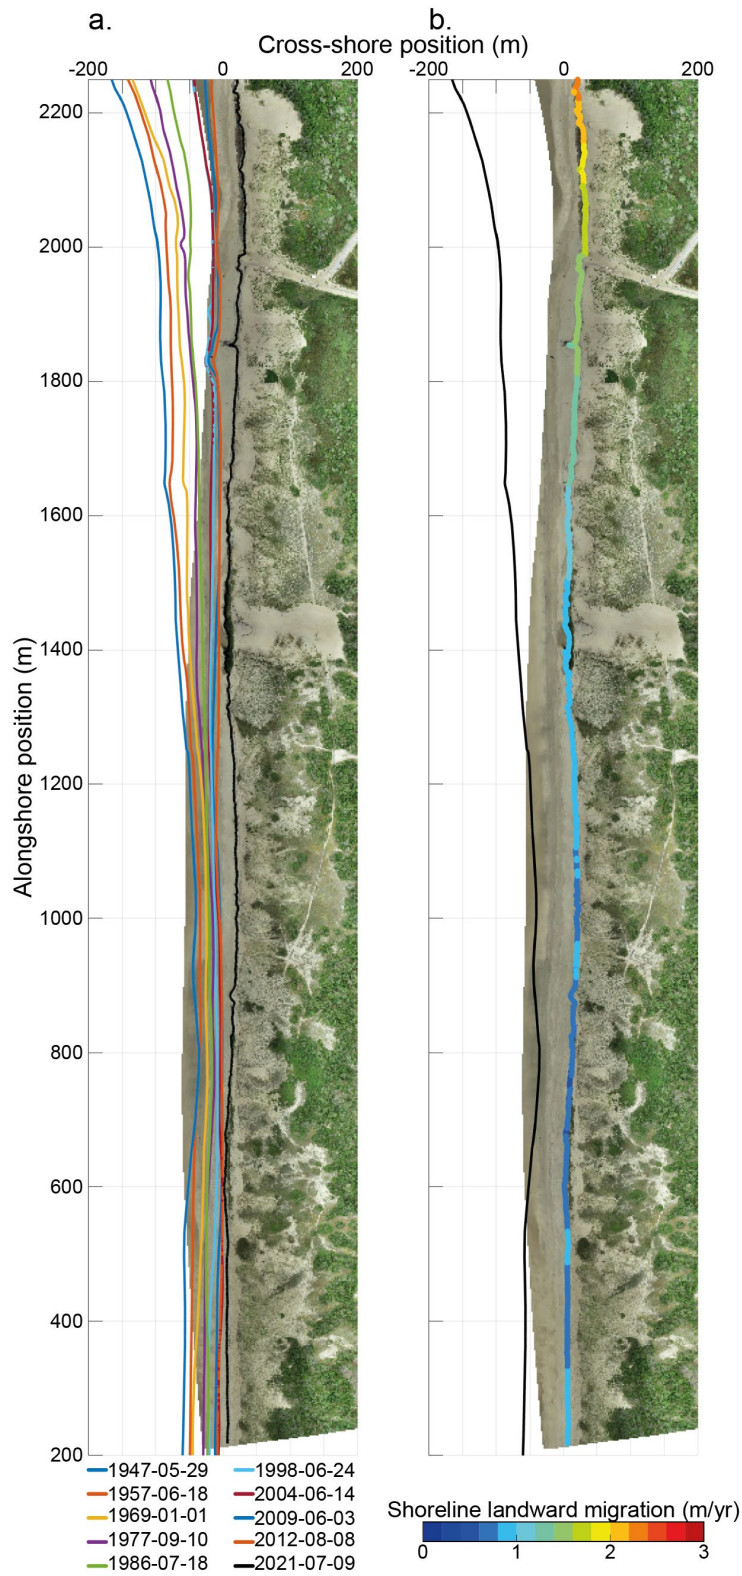 a. b.
Cross-shore position (m)
-200 0 200 -200 0 200
2200
2000
1800
1600
1400
1200
1000
800
600
400
200
Alongshore position (m)
1947-05-29 1998-06-24
1957-06-18 2004-06-14
1969-01-01 2009-06-03
1977-09-10 2012-08-08
1986-07-18 2021-07-09
Shoreline landward migration (m/yr)
0 1 2 3